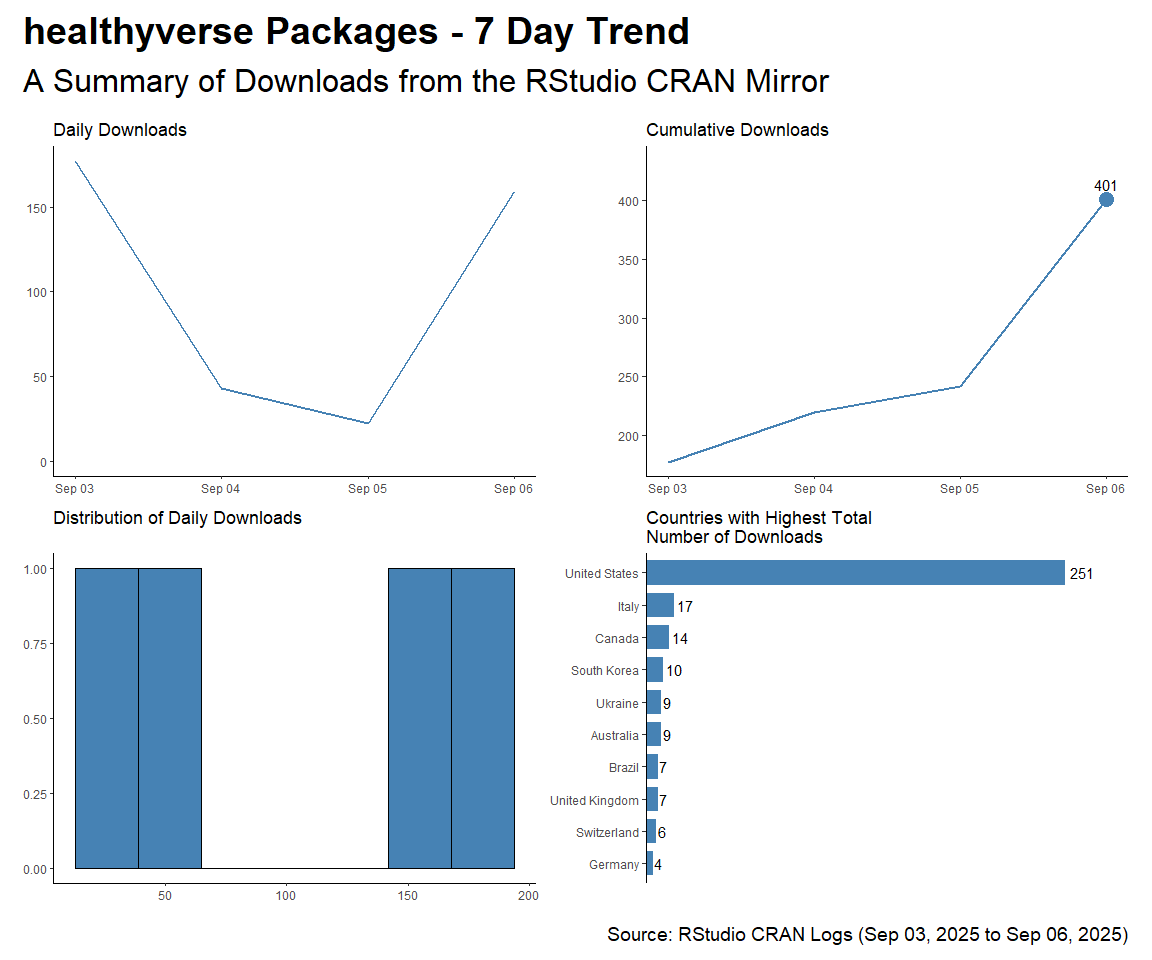 healthyverse Packages - 7 Day Trend
A Summary of Downloads from the RStudio CRAN Mirror
Daily Downloads
150
100
50
0
Sep 03 Sep 04 Sep 05 Sep 06
Cumulative Downloads
401
400
350
300
250
200
Sep 03 Sep 04 Sep 05 Sep 06
Distribution of Daily Downloads
1.00
0.75
0.50
0.25
0.00
50 100 150 200
Countries with Highest Total
Number of Downloads
United States 251
Italy 17
Canada 14
South Korea 10
Ukraine 9
Australia 9
Brazil 7
United Kingdom 7
Switzerland 6
Germany 4
Source: RStudio CRAN Logs (Sep 03, 2025 to Sep 06, 2025)